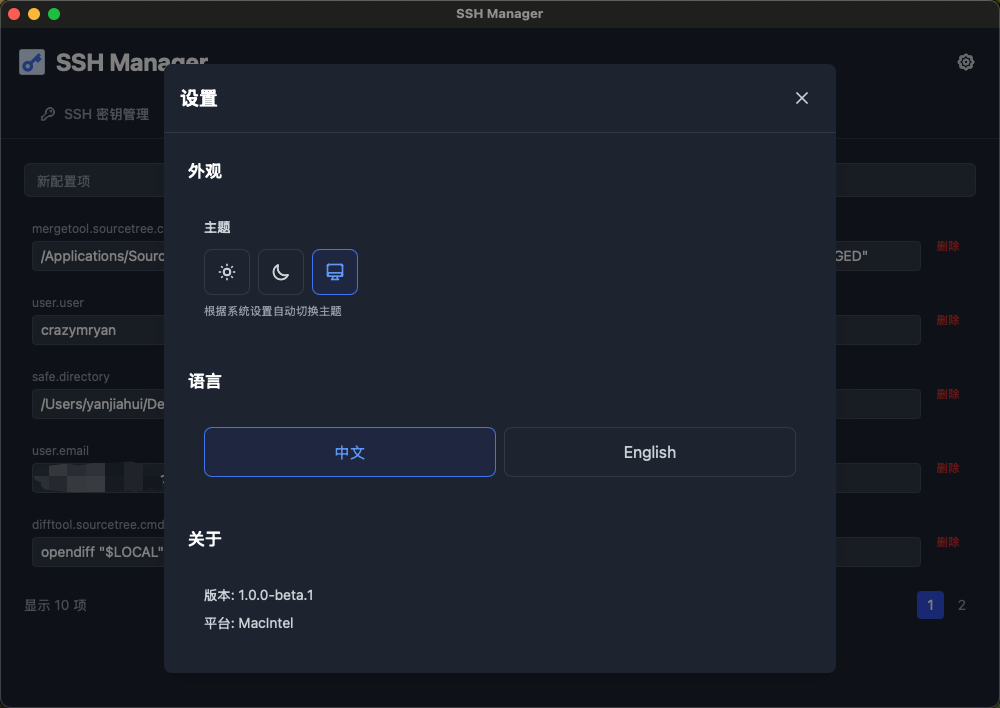 SSH Manager
SSH Manager
SSH 密钥管理
新配置项
mergetool.sourcetree.c
/Applications/Sourc
GED"
删除
user.user
crazymryan
删除
safe.directory
/Users/yanjiahui/De
删除
user.email
删除
difftool.sourcetree.cmd
opendiff "$LOCAL"
删除
显示 10 项
1
2
设置
外观
主题
根据系统设置自动切换主题
语言
中文
English
关于
版本: 1.0.0-beta.1
平台: MacIntel